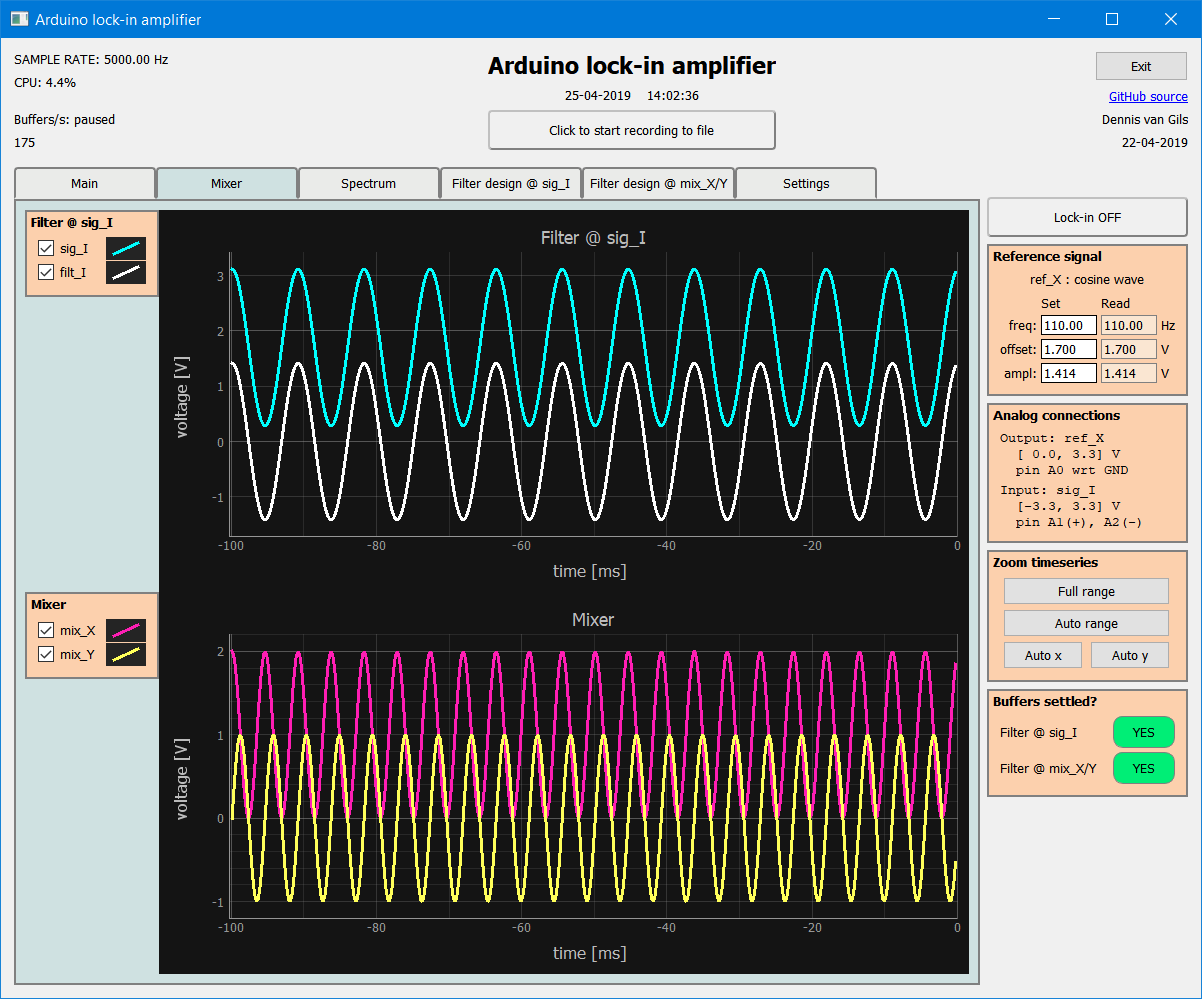 Arduino lock-in amplifier
SAMPLE RATE: 5000.00 Hz
CPU: 4.4%
Buffers/s: paused
175
Arduino lock-in amplifier
25-04-2019 14:02:36
Click to start recording to file
Exit
GitHub source
Dennis van Gils
22-04-2019
Main Mixer Spectrum Filter design @ sig_I Filter design @ mix_X/Y Settings
Filter @ sig_I
sig_I
filt_I
Filter @ sig_I
3
2
1
0
-1
voltage [V]
-100 -80 -60 -40 -20 0
time [ms]
Mixer
mix_X
mix_Y
Mixer
2
1
0
-1
voltage [V]
-100 -80 -60 -40 -20 0
time [ms]
Lock-in OFF
Reference signal
ref_X : cosine wave
Set Read
freq: 110.00 110.00 Hz
offset: 1.700 1.700 V
ampl: 1.414 1.414 V
Analog connections
Output: ref_X
[ 0.0, 3.3] V
pin A0 wrt GND
Input: sig_I
[-3.3, 3.3] V
pin A1(+), A2(-)
Zoom timeseries
Full range
Auto range
Auto x Auto y
Buffers settled?
Filter @ sig_I YES
Filter @ mix_X/Y YES